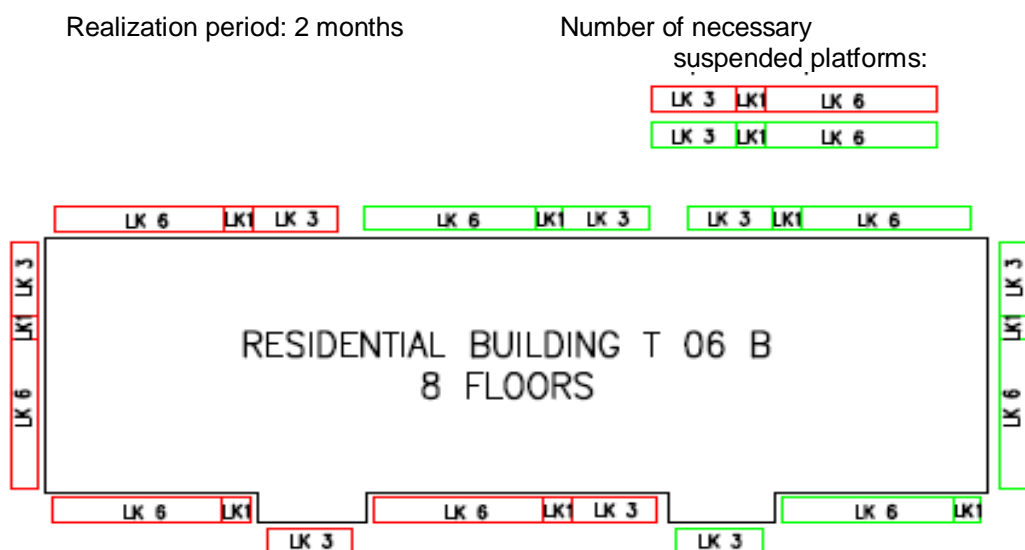 Realization period: 2 months Number of necessary
suspended platforms:
LK 3 LK1 LK 6
LK 3 LK1 LK 6
LK 6 LK1 LK 3 LK 6 LK1 LK 3 LK 3 LK1 LK 6
LK 3
LK1
LK 6
RESIDENTIAL BUILDING T 06 B
8 FLOORS
LK 3
LK1
LK 6
LK 6 LK1 LK 6 LK1 LK 3 LK 6 LK1
LK 3 LK 3